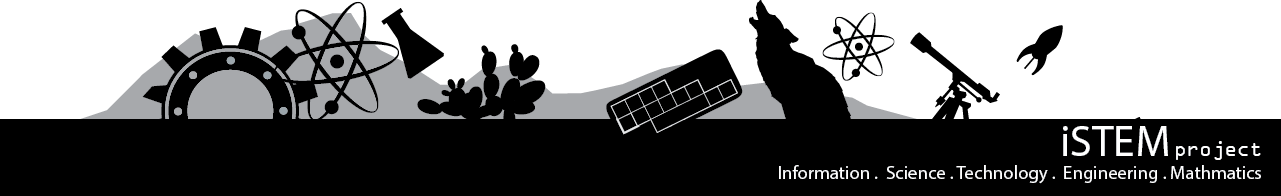 iSTEM project
Information . Science . Technology . Engineering . Mathmatics